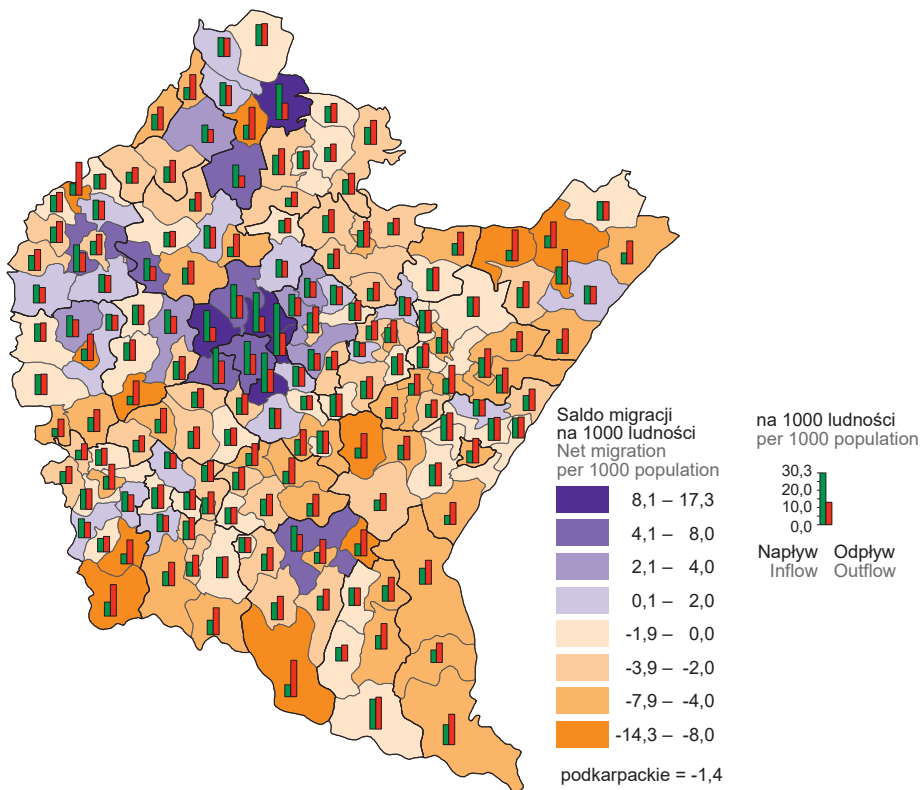 Saldo migracji
na 1000 ludności
Net migration
per 1000 population
8,1 – 17,3
4,1 – 8,0
2,1 – 4,0
0,1 – 2,0
-1,9 – 0,0
-3,9 – -2,0
-7,9 – -4,0
-14,3 – -8,0
podkarpackie = -1,4
na 1000 ludności
per 1000 population
30,3
20,0
10,0
0,0
Napływ Odpływ
Inflow Outflow